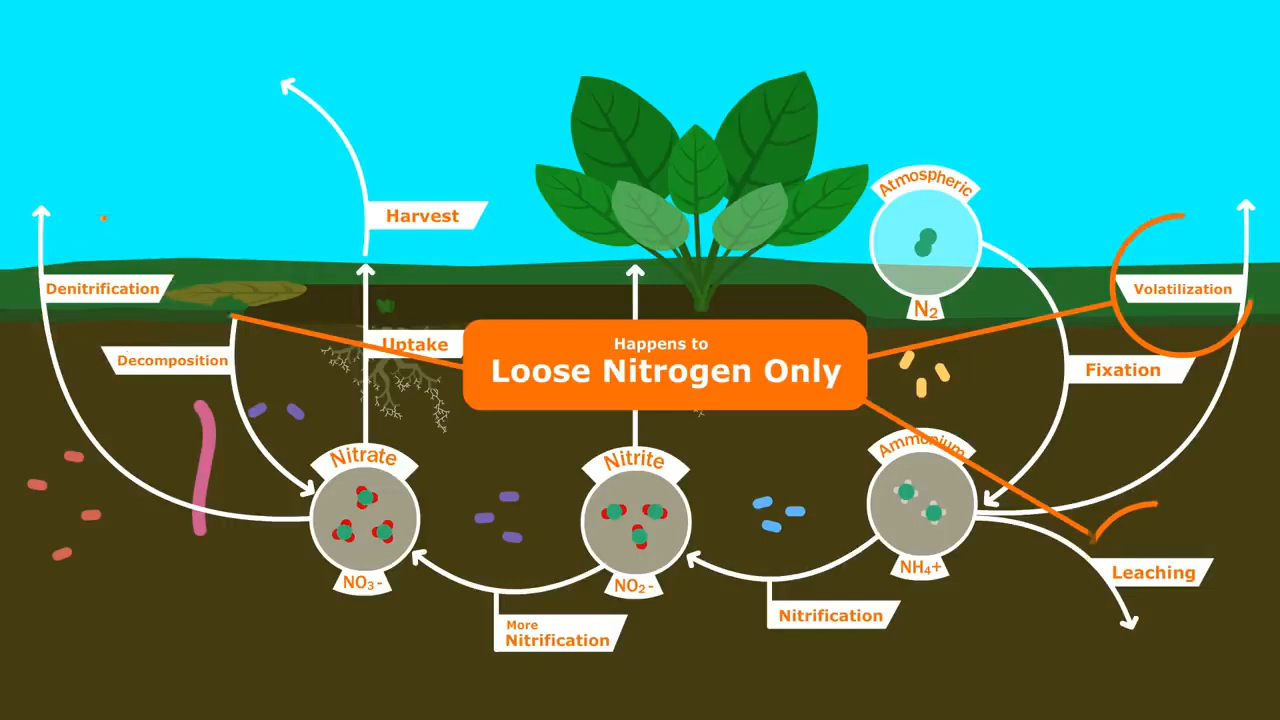 Atmospheric
N₂
Harvest
Denitrification
Volatilization
Decomposition
Uptake
Happens to
Loose Nitrogen Only
Fixation
Nitrate
NO₃-
Nitrite
NO₂-
Ammonium
NH₄+
Leaching
More
Nitrification
Nitrification